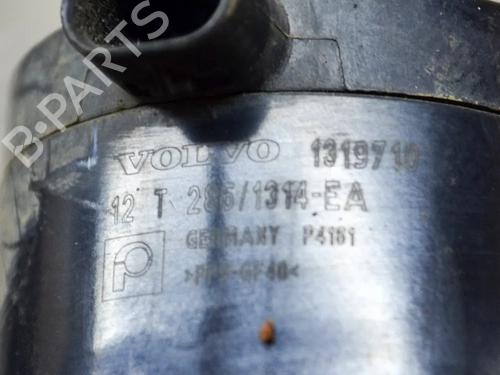 B·PARTS
VOLVO 1319710
12 T 286/1314-EA
GERMANY P4181